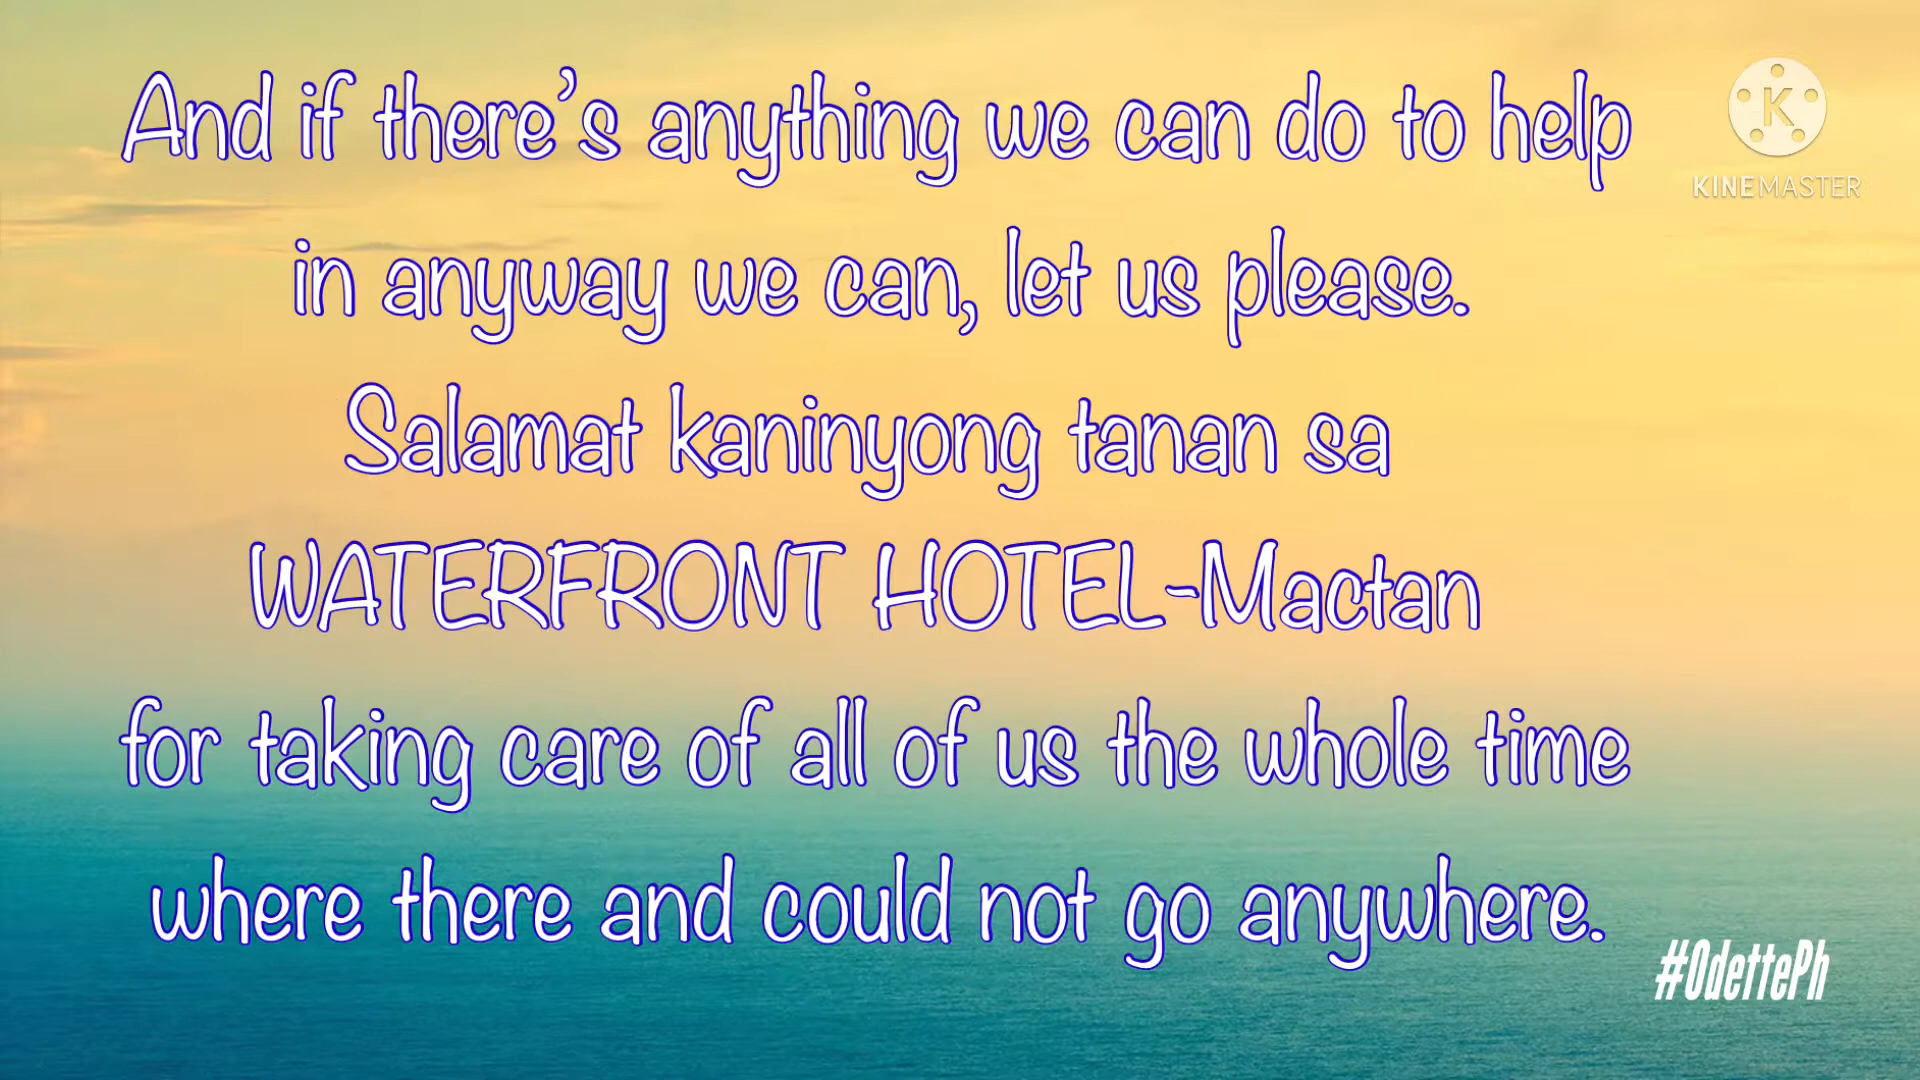 And if there's anything we can do to help
in anyway we can, let us please.
Salamat kaninyong tanan sa
WATERFRONT HOTEL-Mactan
for taking care of all of us the whole time
where there and could not go anywhere.
K
KINEMASTER
#OdettePh